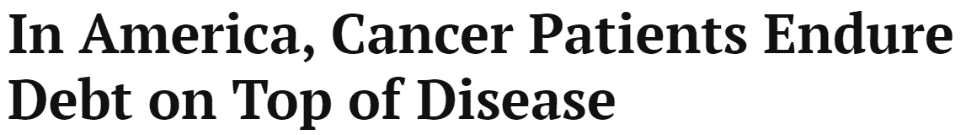 In America, Cancer Patients Endure
Debt on Top of Disease